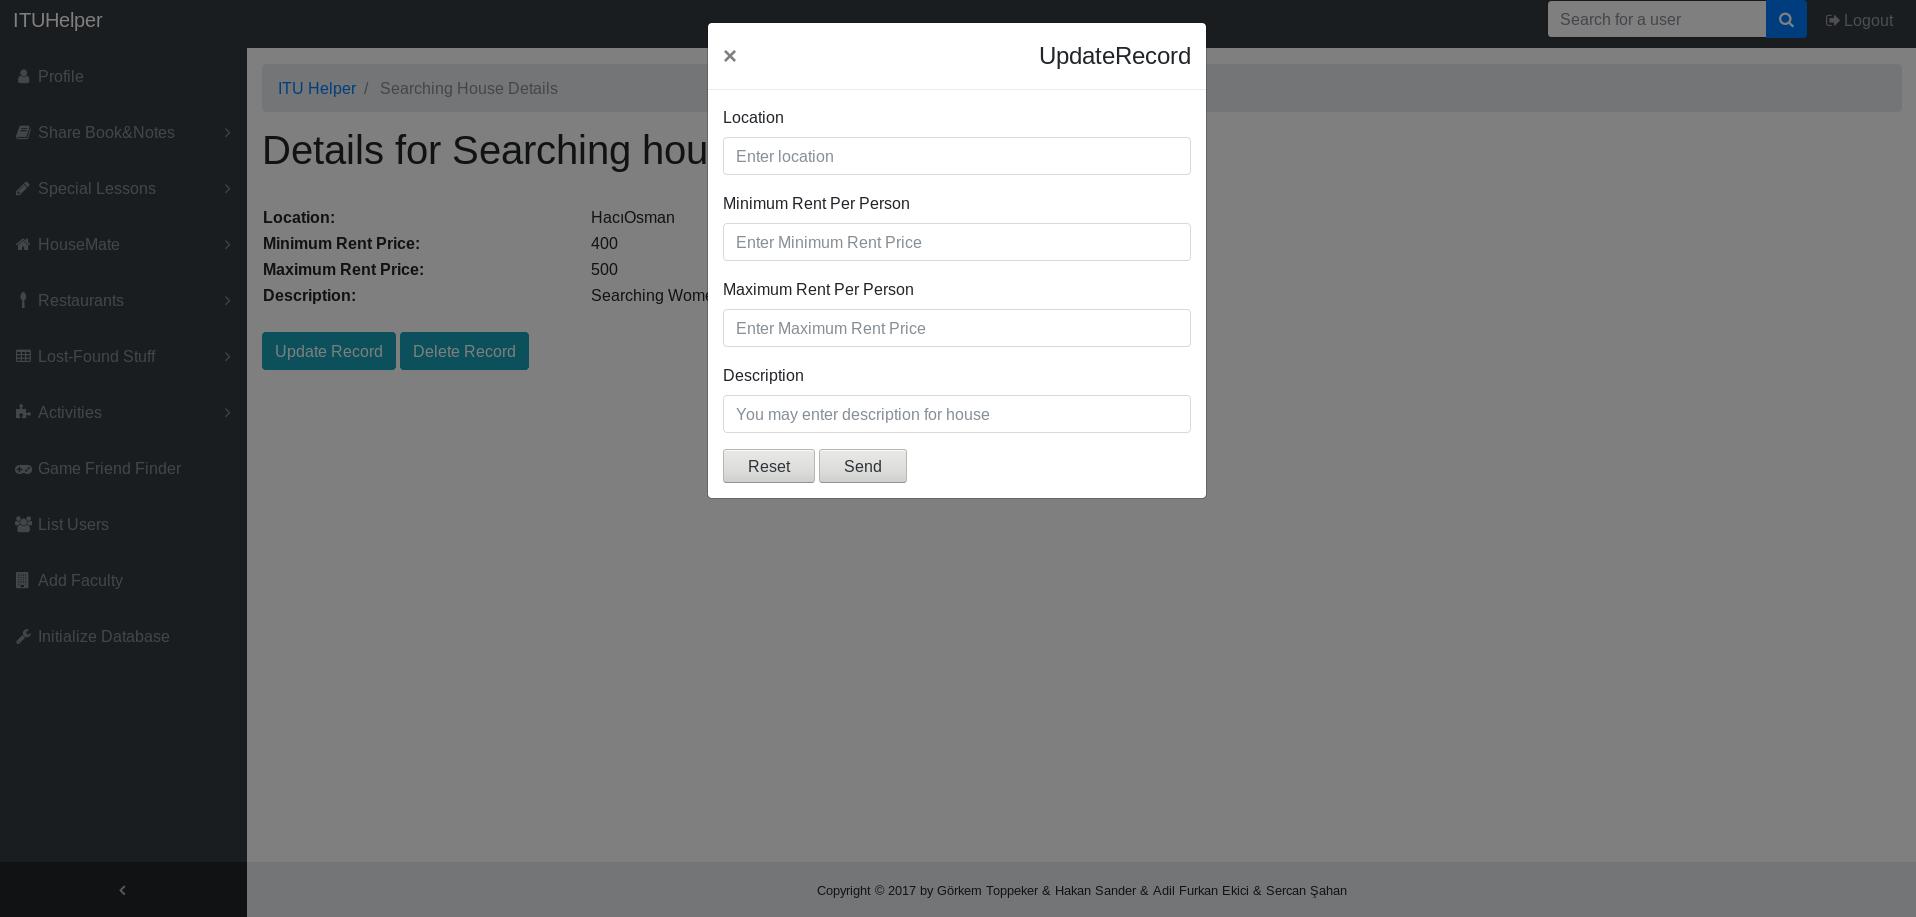 ITUHelper
Search for a user
Logout
Profile
Share Book&Notes
Special Lessons
HouseMate
Restaurants
Lost-Found Stuff
Activities
Game Friend Finder
List Users
Add Faculty
Initialize Database
ITU Helper / Searching House Details
Details for Searching hou
Location: HacıOsman
Minimum Rent Price: 400
Maximum Rent Price: 500
Description: Searching Wome
Update Record Delete Record
× UpdateRecord
Location
Enter location
Minimum Rent Per Person
Enter Minimum Rent Price
Maximum Rent Per Person
Enter Maximum Rent Price
Description
You may enter description for house
Reset Send
Copyright © 2017 by Görkem Toppeker & Hakan Sander & Adil Furkan Ekici & Sercan Şahan